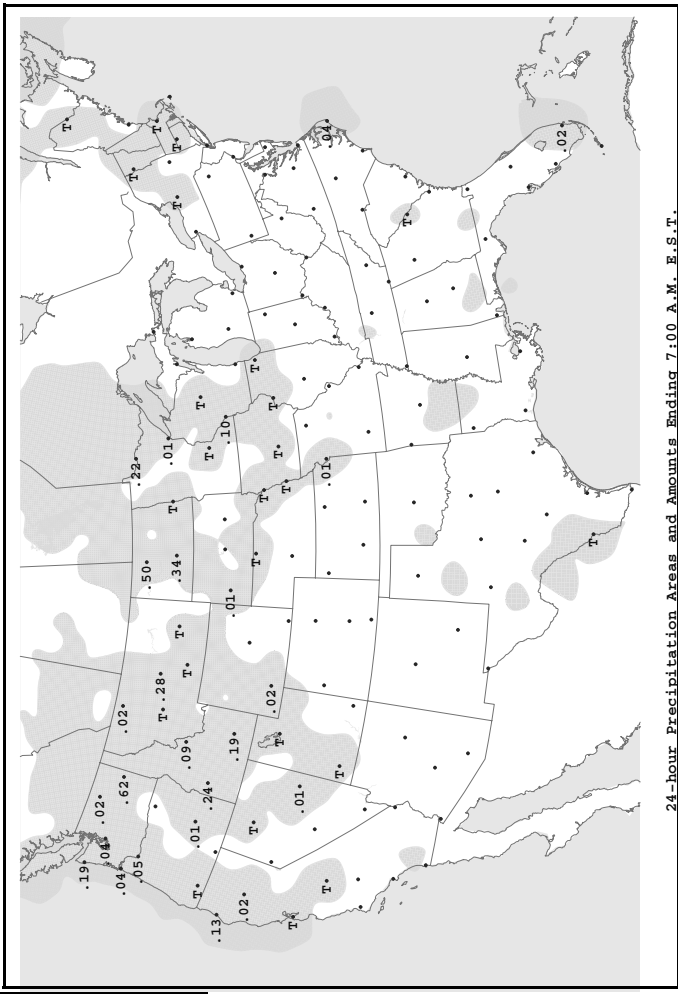 T
.19
.02
.04
.04
.02
.62
T
.22
.05
.50
T
.28
T
.01
T
.34
T
T
T
.09
T
.01
T
T
.24
T
.13
.10
.01
.19
.02
T
T
T
T
.02
T
T
T
T
T
.01
.01
T
.04
T
T
.02
T
24-hour Precipitation Areas and Amounts Ending 7:00 A.M. E.S.T.